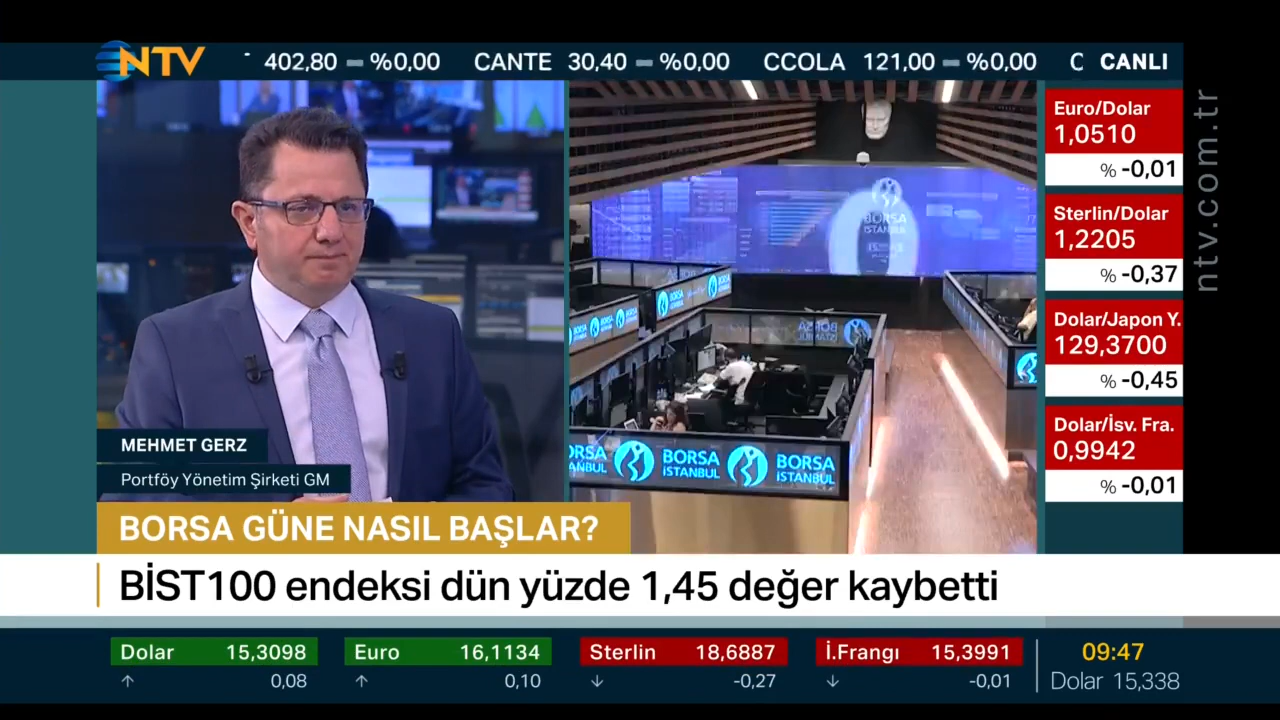 NTV
402,80 %0,00 CANTE 30,40 %0,00 CCOLA 121,00 %0,00 C
CANLI
BORSA
İSTANBUL
BORSA
İSTANBUL
BORSA
İSTANBUL
Euro/Dolar
1,0510
% -0,01
Sterlin/Dolar
1,2205
% -0,37
Dolar/Japon Y.
129,3700
% -0,45
Dolar/İsv. Fra.
0,9942
% -0,01
ntv.com.tr
MEHMET GERZ
Portföy Yönetim Şirketi GM
BORSA GÜNE NASIL BAŞLAR?
BİST100 endeksi dün yüzde 1,45 değer kaybetti
Dolar 15,3098
0,08
Euro 16,1134
0,10
Sterlin 18,6887
-0,27
İ.Frangı 15,3991
-0,01
09:47
Dolar 15,338